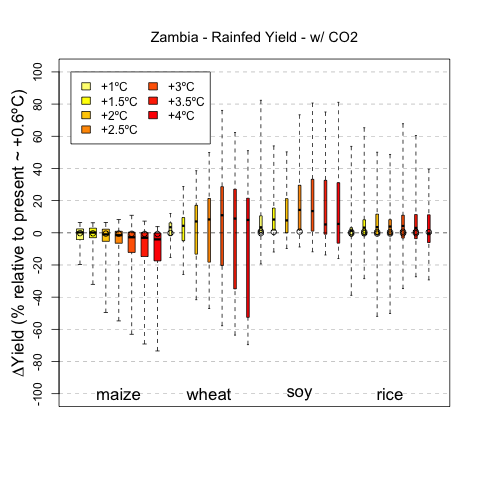 Zambia - Rainfed Yield - w/ CO2
ΔYield (% relative to present ~ +0.6ºC)
100
80
60
40
20
0
-20
-40
-60
-80
-100
+1ºC
+1.5ºC
+2ºC
+2.5ºC
+3ºC
+3.5ºC
+4ºC
maize wheat soy rice